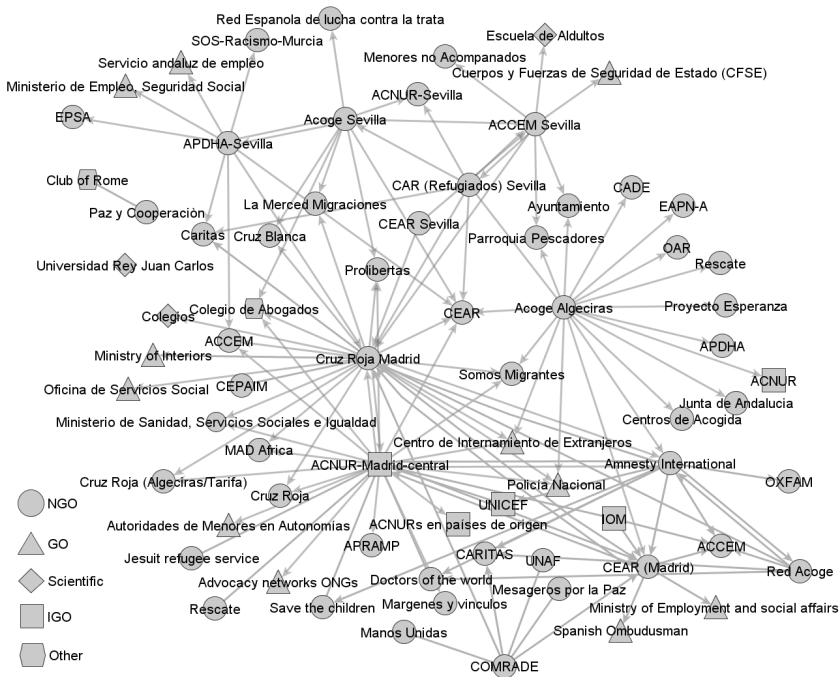 Red Espanola de lucha contra la trata
SOS-Racismo-Murcia
Escuela de Aldultos
Menores no Acompanados
Servicio andaluz de empleo
Cuerpos y Fuerzas de Seguridad de Estado (CFSE)
Ministerio de Empleo, Seguridad Social
ACNUR-Sevilla
EPSA
Acoge Sevilla
ACCEM Sevilla
APDHA-Sevilla
Club of Rome
CAR (Refugiados) Sevilla
CADE
La Merced Migraciones
Ayuntamiento
EAPN-A
Paz y Cooperaciòn
CEAR Sevilla
Caritas
Cruz Blanca
Parroquia Pescadores
OAR
Universidad Rey Juan Carlos
Prolibertas
Rescate
Colegios
Colegio de Abogados
CEAR
Acoge Algeciras
Proyecto Esperanza
ACCEM
Ministry of Interiors
Cruz Roja Madrid
APDHA
Oficina de Servicios Social
CEPAIM
Somos Migrantes
ACNUR
Junta de Andalucia
Ministerio de Sanidad, Servicios Sociales e Igualdad
Centros de Acogida
MAD Africa
Centro de Internamiento de Extranjeros
ACNUR-Madrid-central
Amnesty International
Cruz Roja (Algeciras/Tarifa)
Policía Nacional
OXFAM
Cruz Roja
UNICEF
NGO
Autoridades de Menores en Autonomias
ACNURs en países de origen
IOM
GO
APRAMP
ACCEM
Jesuit refugee service
CARITAS
UNAF
CEAR (Madrid)
Red Acoge
Scientific
Advocacy networks ONGs
Doctors of the world
Mesageros por la Paz
Rescate
Save the children
Margenes y vinculos
Ministry of Employment and social affairs
IGO
Manos Unidas
Spanish Ombudusman
Other
COMRADE